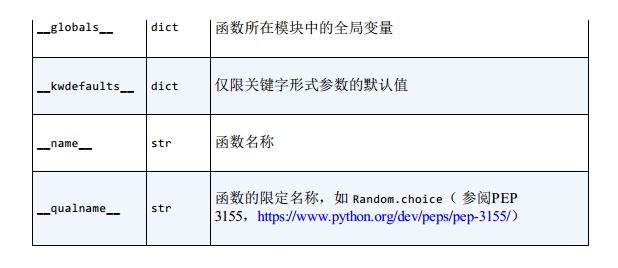 __globals__ dict 函数所在模块中的全局变量
__kwdefaults__ dict 仅限关键字形式参数的默认值
__name__ str 函数名称
__qualname__ str 函数的限定名称，如 Random.choice（ 参阅PEP
3155，https://www.python.org/dev/peps/pep-3155/）